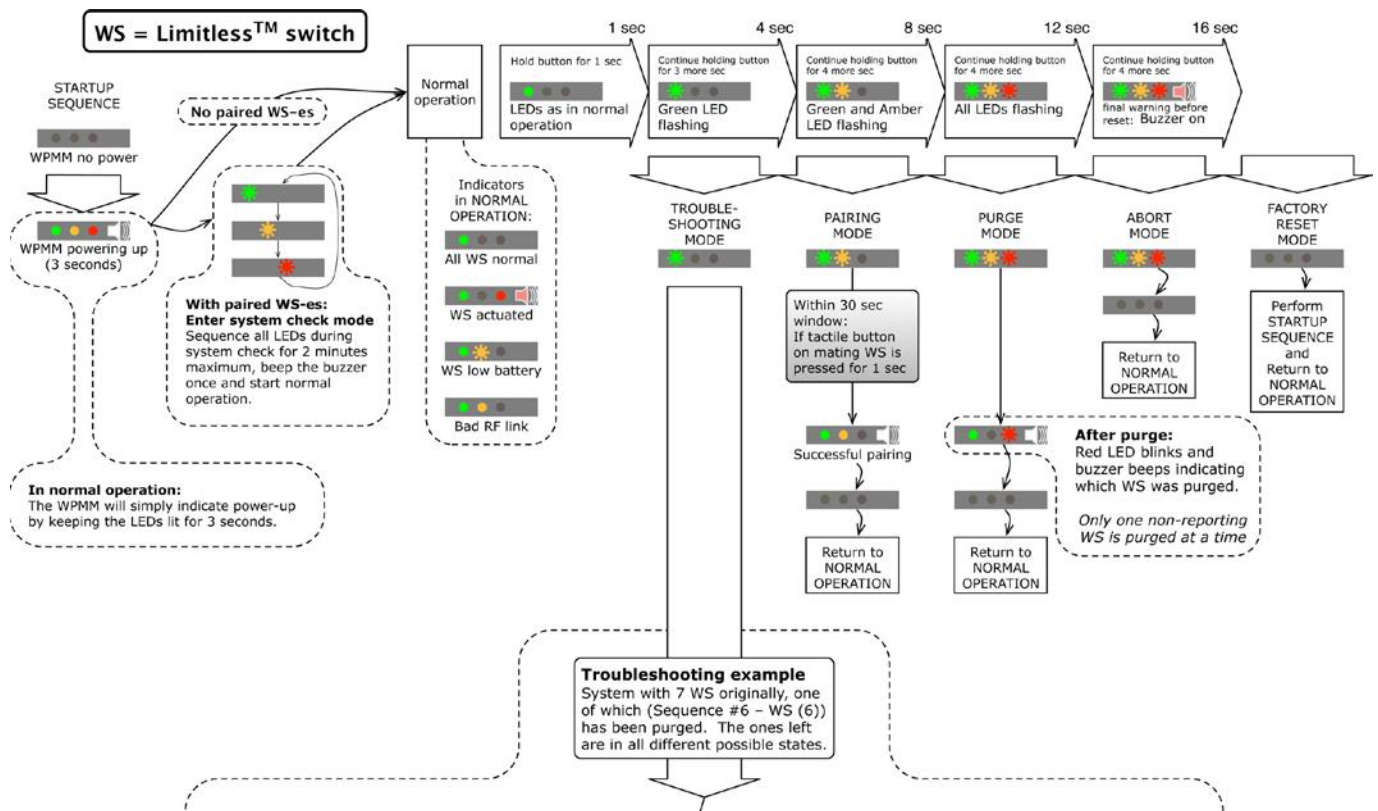 WS = Limitless™ switch
STARTUP
SEQUENCE
WPMM no power
WPMM powering up
(3 seconds)
No paired WS-es
With paired WS-es:
Enter system check mode
Sequence all LEDs during
system check for 2 minutes
maximum, beep the buzzer
once and start normal
operation.
In normal operation:
The WPMM will simply indicate power-up
by keeping the LEDs lit for 3 seconds.
Normal
operation
Indicators
in NORMAL
OPERATION:
All WS normal
WS actuated
WS low battery
Bad RF link
1 sec
4 sec
8 sec
12 sec
16 sec
Hold button for 1 sec
LEDs as in normal
operation
Continue holding button
for 3 more sec
Green LED
flashing
Continue holding button
for 4 more sec
Green and Amber
LED flashing
Continue holding button
for 4 more sec
All LEDs flashing
Continue holding button
for 4 more sec
final warning before
reset: Buzzer on
TROUBLE-
SHOOTING
MODE
PAIRING
MODE
Within 30 sec
window:
If tactile button
on mating WS is
pressed for 1 sec
Successful pairing
Return to
NORMAL
OPERATION
PURGE
MODE
After purge:
Red LED blinks and
buzzer beeps indicating
which WS was purged.
Only one non-reporting
WS is purged at a time
Return to
NORMAL
OPERATION
ABORT
MODE
Return to
NORMAL
OPERATION
FACTORY
RESET
MODE
Perform
STARTUP
SEQUENCE
and
Return to
NORMAL
OPERATION
Troubleshooting example
System with 7 WS originally, one
of which (Sequence #6 – WS (6))
has been purged. The ones left
are in all different possible states.